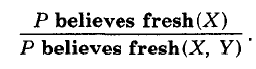 P believes fresh(X)
P believes fresh(X, Y) .